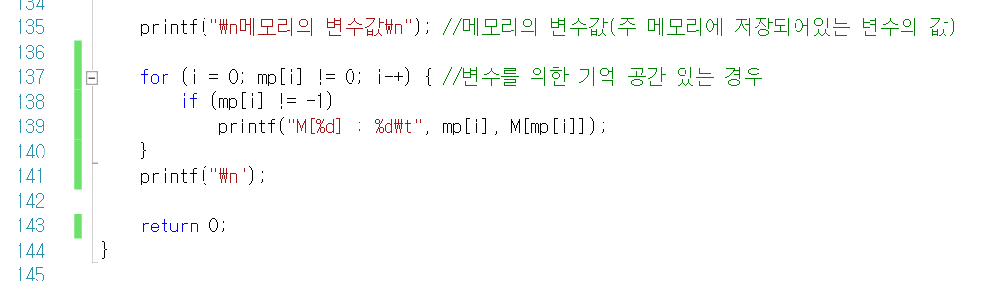 134
135 printf("₩n메모리의 변수값₩n"); //메모리의 변수값(주 메모리에 저장되어있는 변수의 값)
136
137 for (i = 0; mp[i] != 0; i++) { //변수를 위한 기억 공간 있는 경우
138 if (mp[i] != -1)
139 printf("M[%d] : %d₩t", mp[i], M[mp[i]]);
140 }
141 printf("₩n");
142
143 return 0;
144 }
145